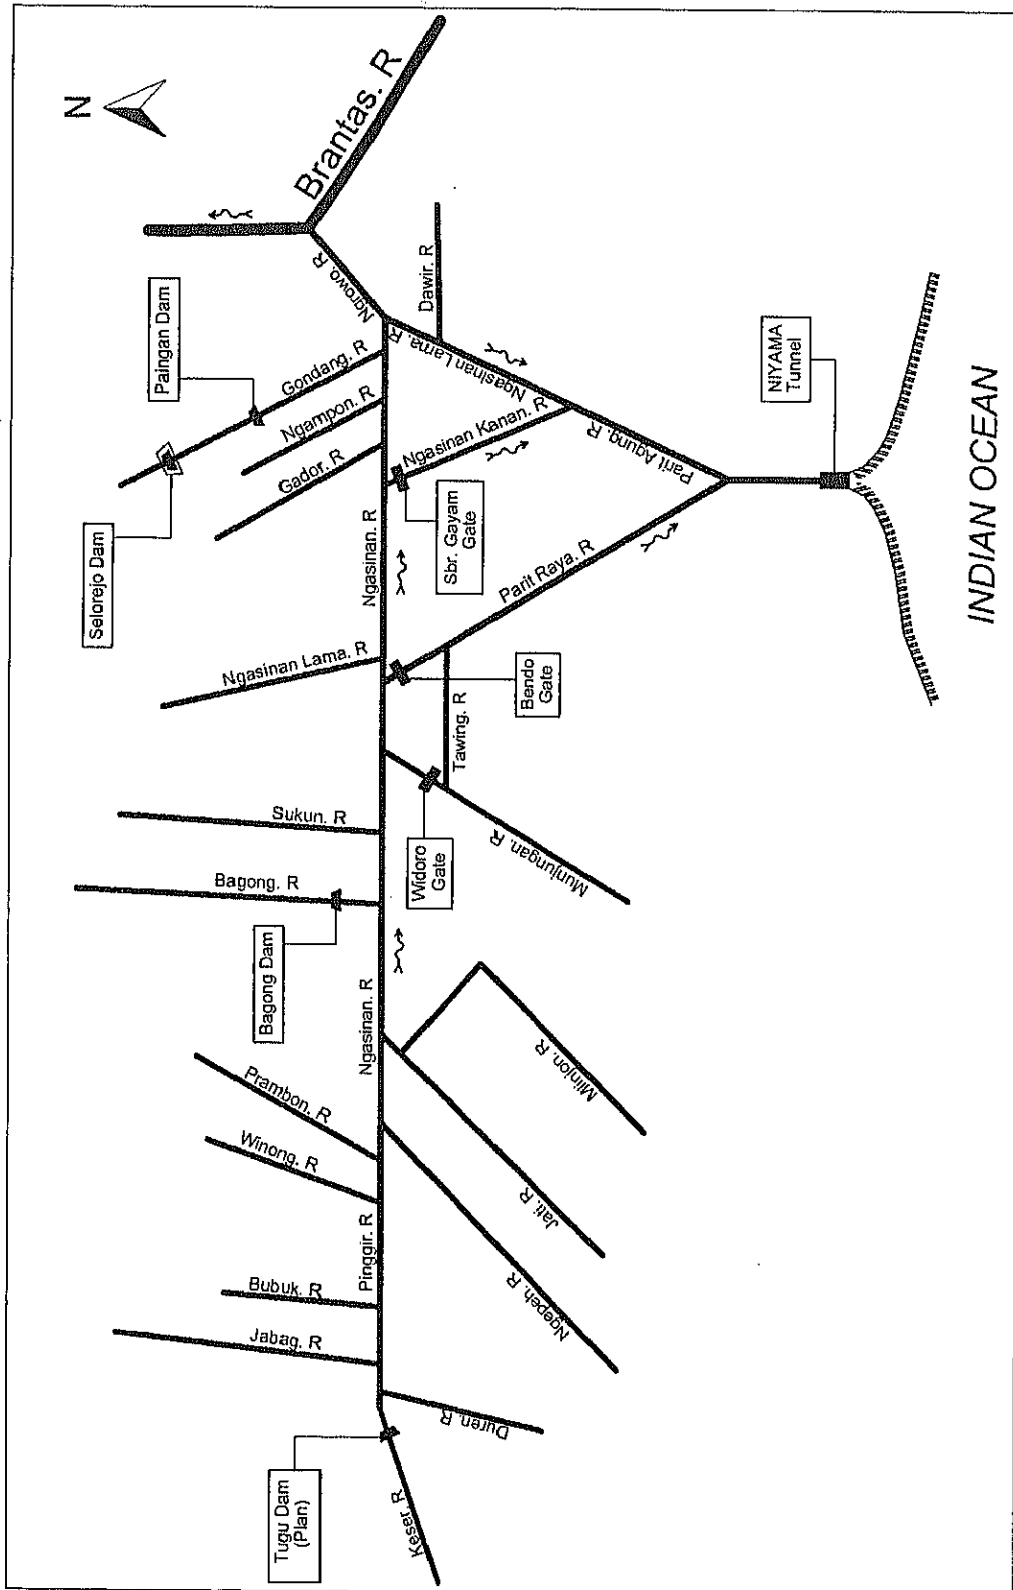 N
Brantas. R
Ngrowo. R
Paingan Dam
Selorejo Dam
Gondang. R
Ngampon. R
Gador. R
Dawir. R
Ngasinan Lama. R
Ngasinan Kanan. R
Parit Agung. R
Sbr. Gayam
Gate
Ngasinan. R
NIYAMA
Tunnel
INDIAN OCEAN
Parit Raya. R
Bendo
Gate
Ngasinan Lama. R
Tawing. R
Widoro
Gate
Munjungan. R
Sukun. R
Bagong. R
Bagong Dam
Ngasinan. R
Prambon. R
Winong. R
Pinggir. R
Mlinjon. R
Jati. R
Ngepeh. R
Bubuk. R
Jabag. R
Duren. R
Tugu Dam
(Plan)
Keser. R